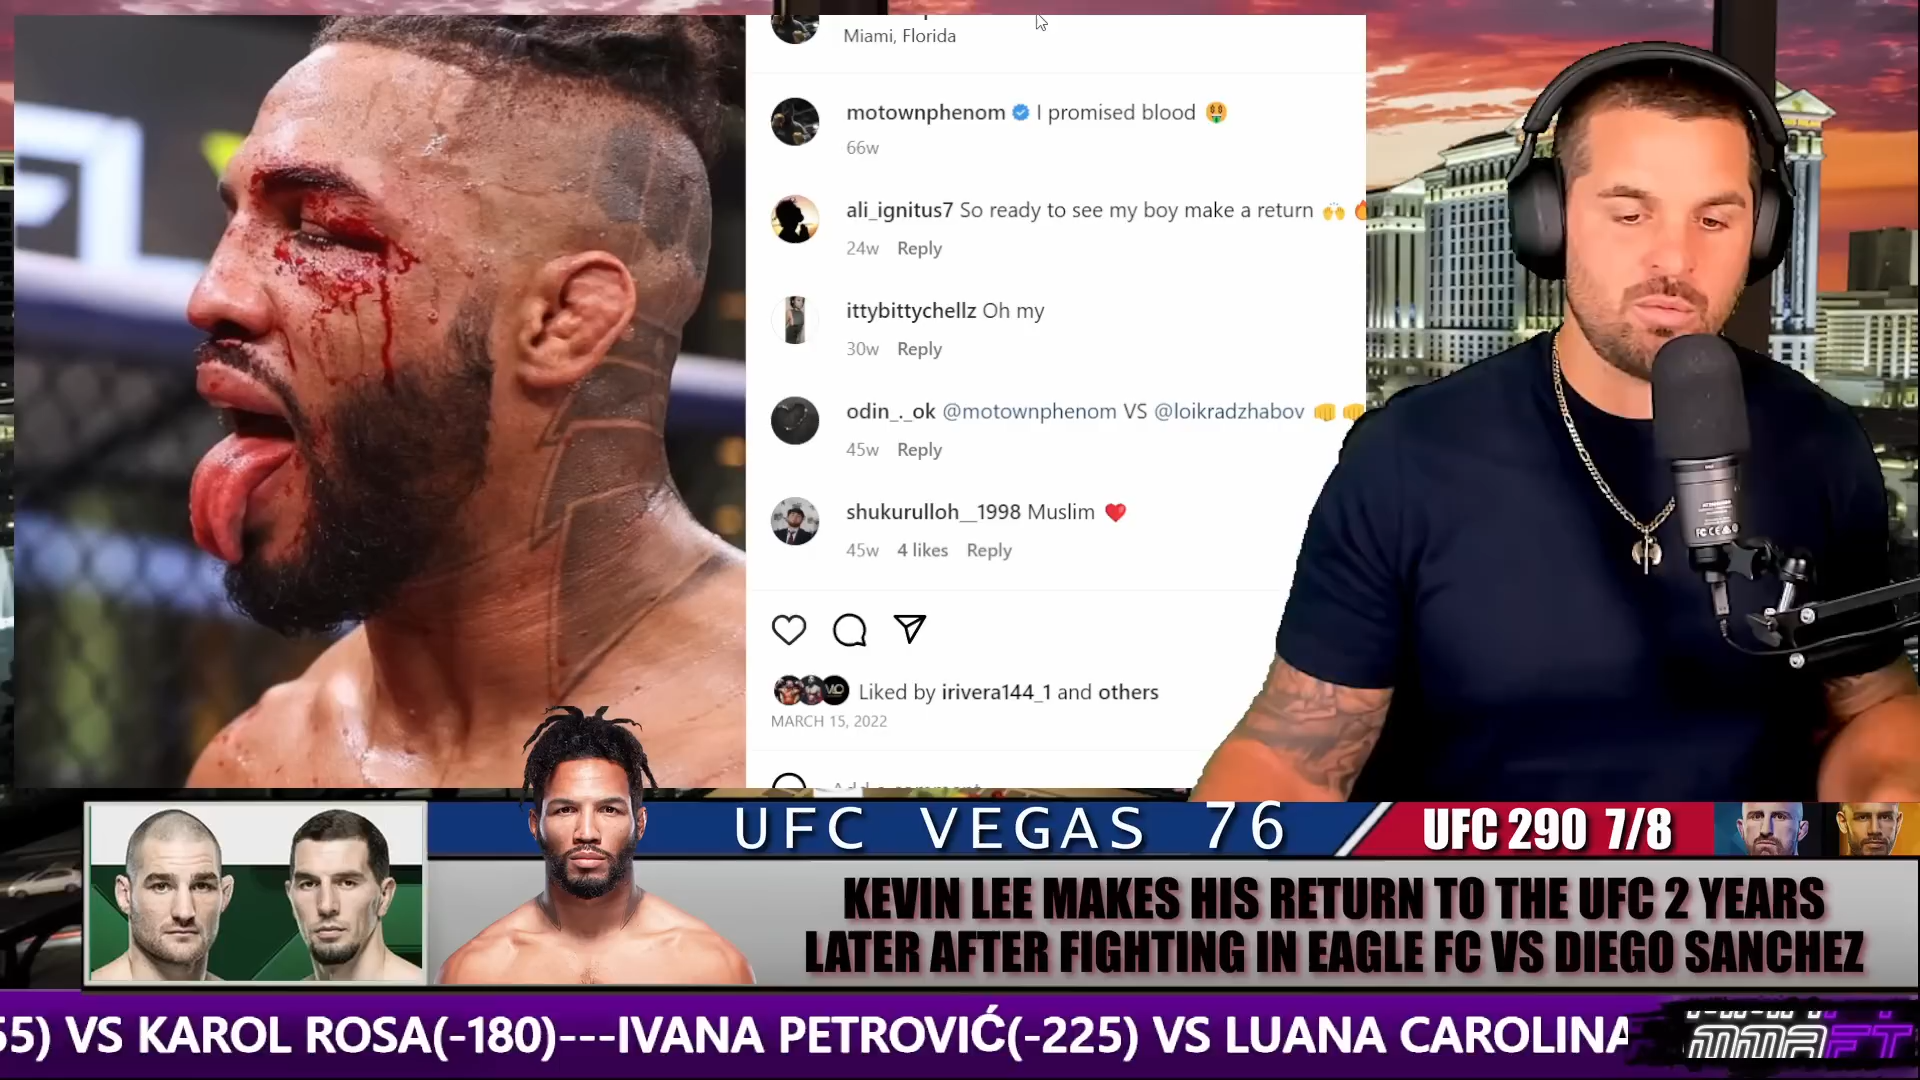 Miami, Florida
motownphenom I promised blood 🤑
66w
ali_ignitus7 So ready to see my boy make a return 🙌 🔥
24w Reply
ittybittychellz Oh my
30w Reply
odin_._ok @motownphenom VS @loikradzhabov 👊 👊
45w Reply
shukurulloh__1998 Muslim ❤️
45w 4 likes Reply
Liked by irivera144_1 and others
MARCH 15, 2022
Add a comment
UFC VEGAS 76
UFC 290 7/8
KEVIN LEE MAKES HIS RETURN TO THE UFC 2 YEARS
LATER AFTER FIGHTING IN EAGLE FC VS DIEGO SANCHEZ
55) VS KAROL ROSA(-180)---IVANA PETROVIĆ(-225) VS LUANA CAROLINA